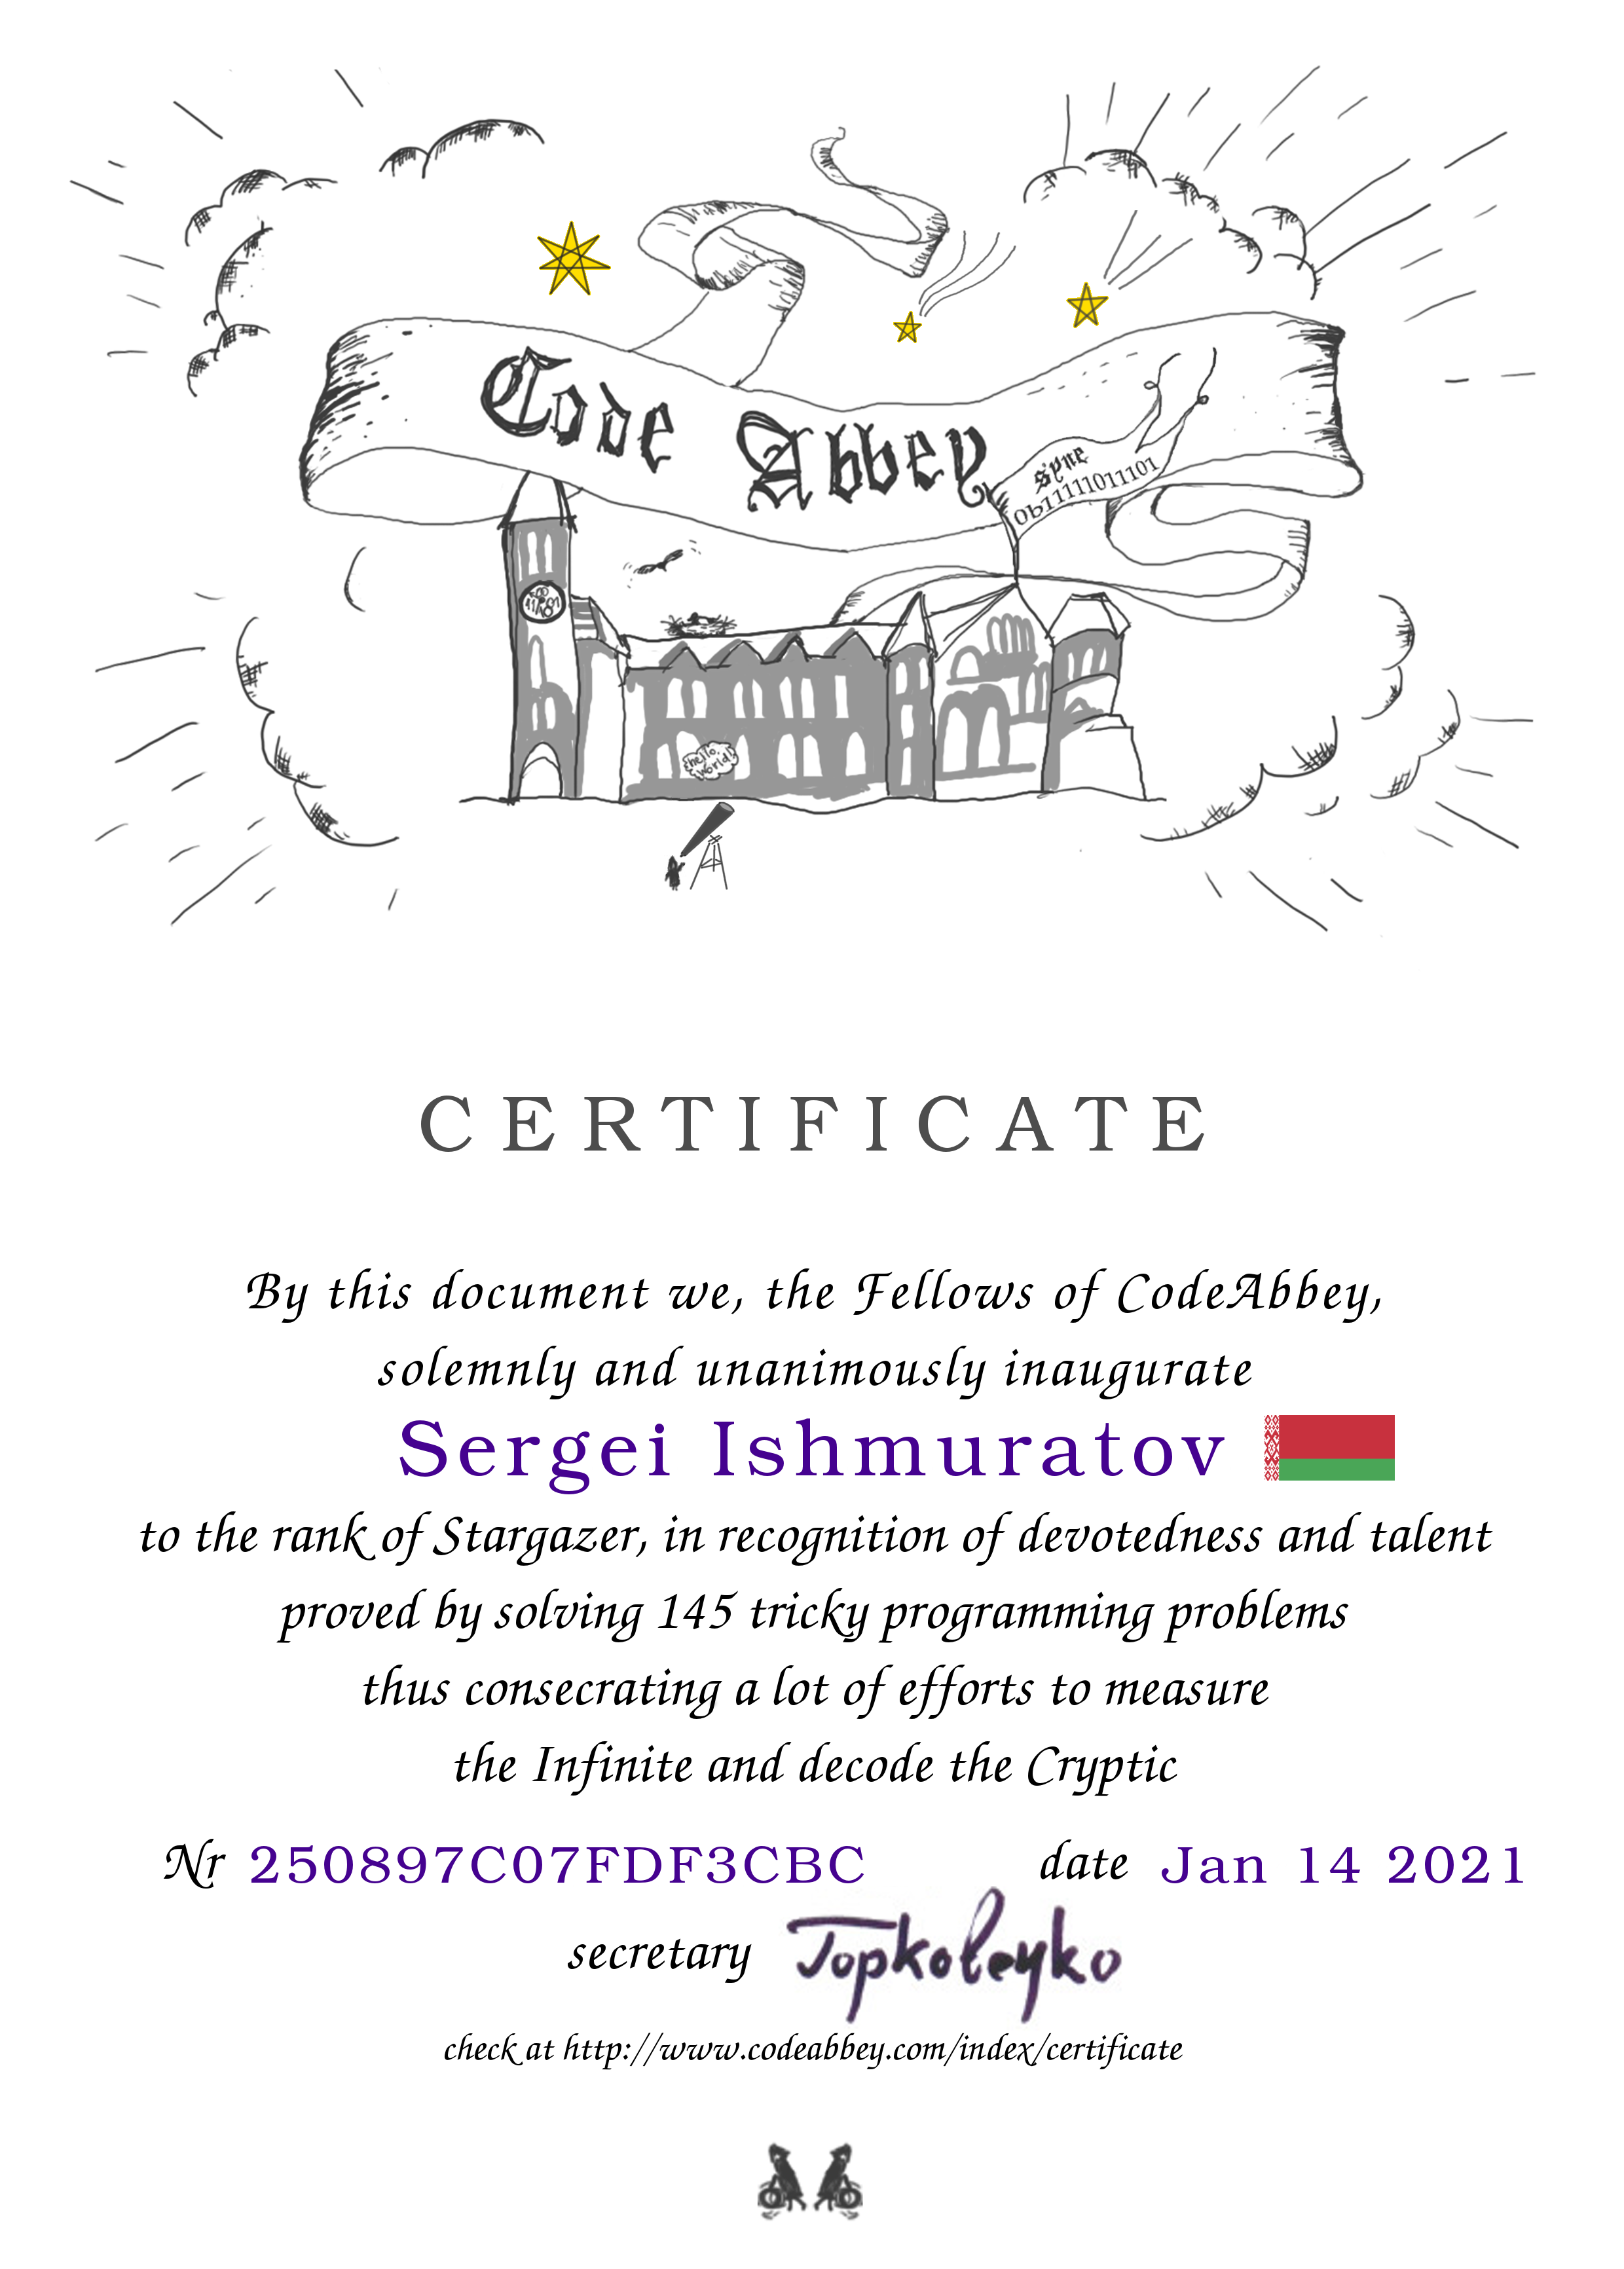 Code Abbey
syne
0b11111011101
hello, world!
CERTIFICATE
By this document we, the Fellows of CodeAbbey,
solemnly and unanimously inaugurate
Sergei Ishmuratov
to the rank of Stargazer, in recognition of devotedness and talent
proved by solving 145 tricky programming problems
thus consecrating a lot of efforts to measure
the Infinite and decode the Cryptic
Nr 250897C07FDF3CBC date Jan 14 2021
secretary
check at http://www.codeabbey.com/index/certificate